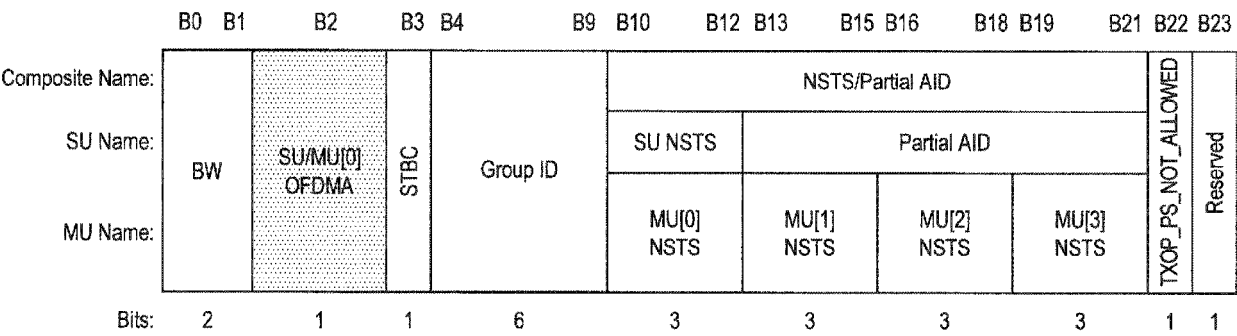 B0 B1 B2 B3 B4 B9 B10 B12 B13 B15 B16 B18 B19 B21 B22 B23
Composite Name: NSTS/Partial AID
SU Name: SU NSTS Partial AID
BW
SU/MU[0]
OFDMA
STBC
Group ID
MU Name:
MU[0]
NSTS
MU[1]
NSTS
MU[2]
NSTS
MU[3]
NSTS
TXOP_PS_NOT_ALLOWED
Reserved
Bits: 2 1 1 6 3 3 3 3 1 1